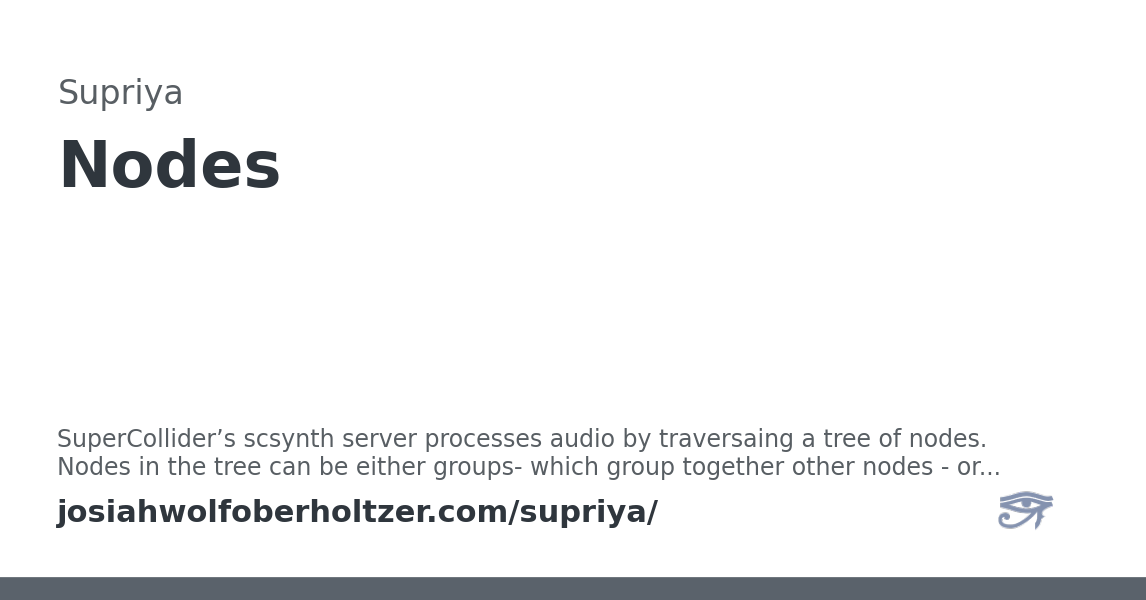 Supriya
Nodes
SuperCollider’s scsynth server processes audio by traversaing a tree of nodes.
Nodes in the tree can be either groups- which group together other nodes - or...
josiahwolfoberholtzer.com/supriya/